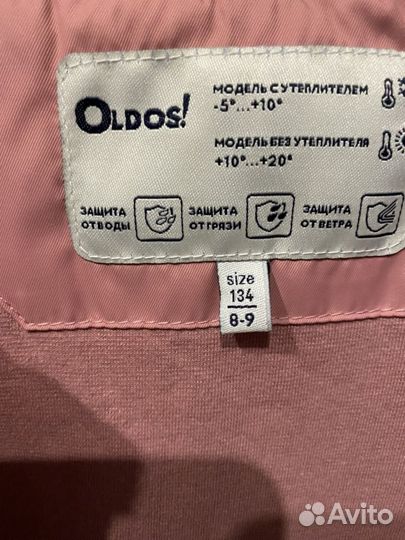 OLDOS!
МОДЕЛЬ С УТЕПЛИТЕЛЕМ
-5°...+10°
МОДЕЛЬ БЕЗ УТЕПЛИТЕЛЯ
+10°...+20°
ЗАЩИТА
ОТ ВОДЫ
ЗАЩИТА
ОТ ГРЯЗИ
ЗАЩИТА
ОТ ВЕТРА
size
134
8-9
Avito